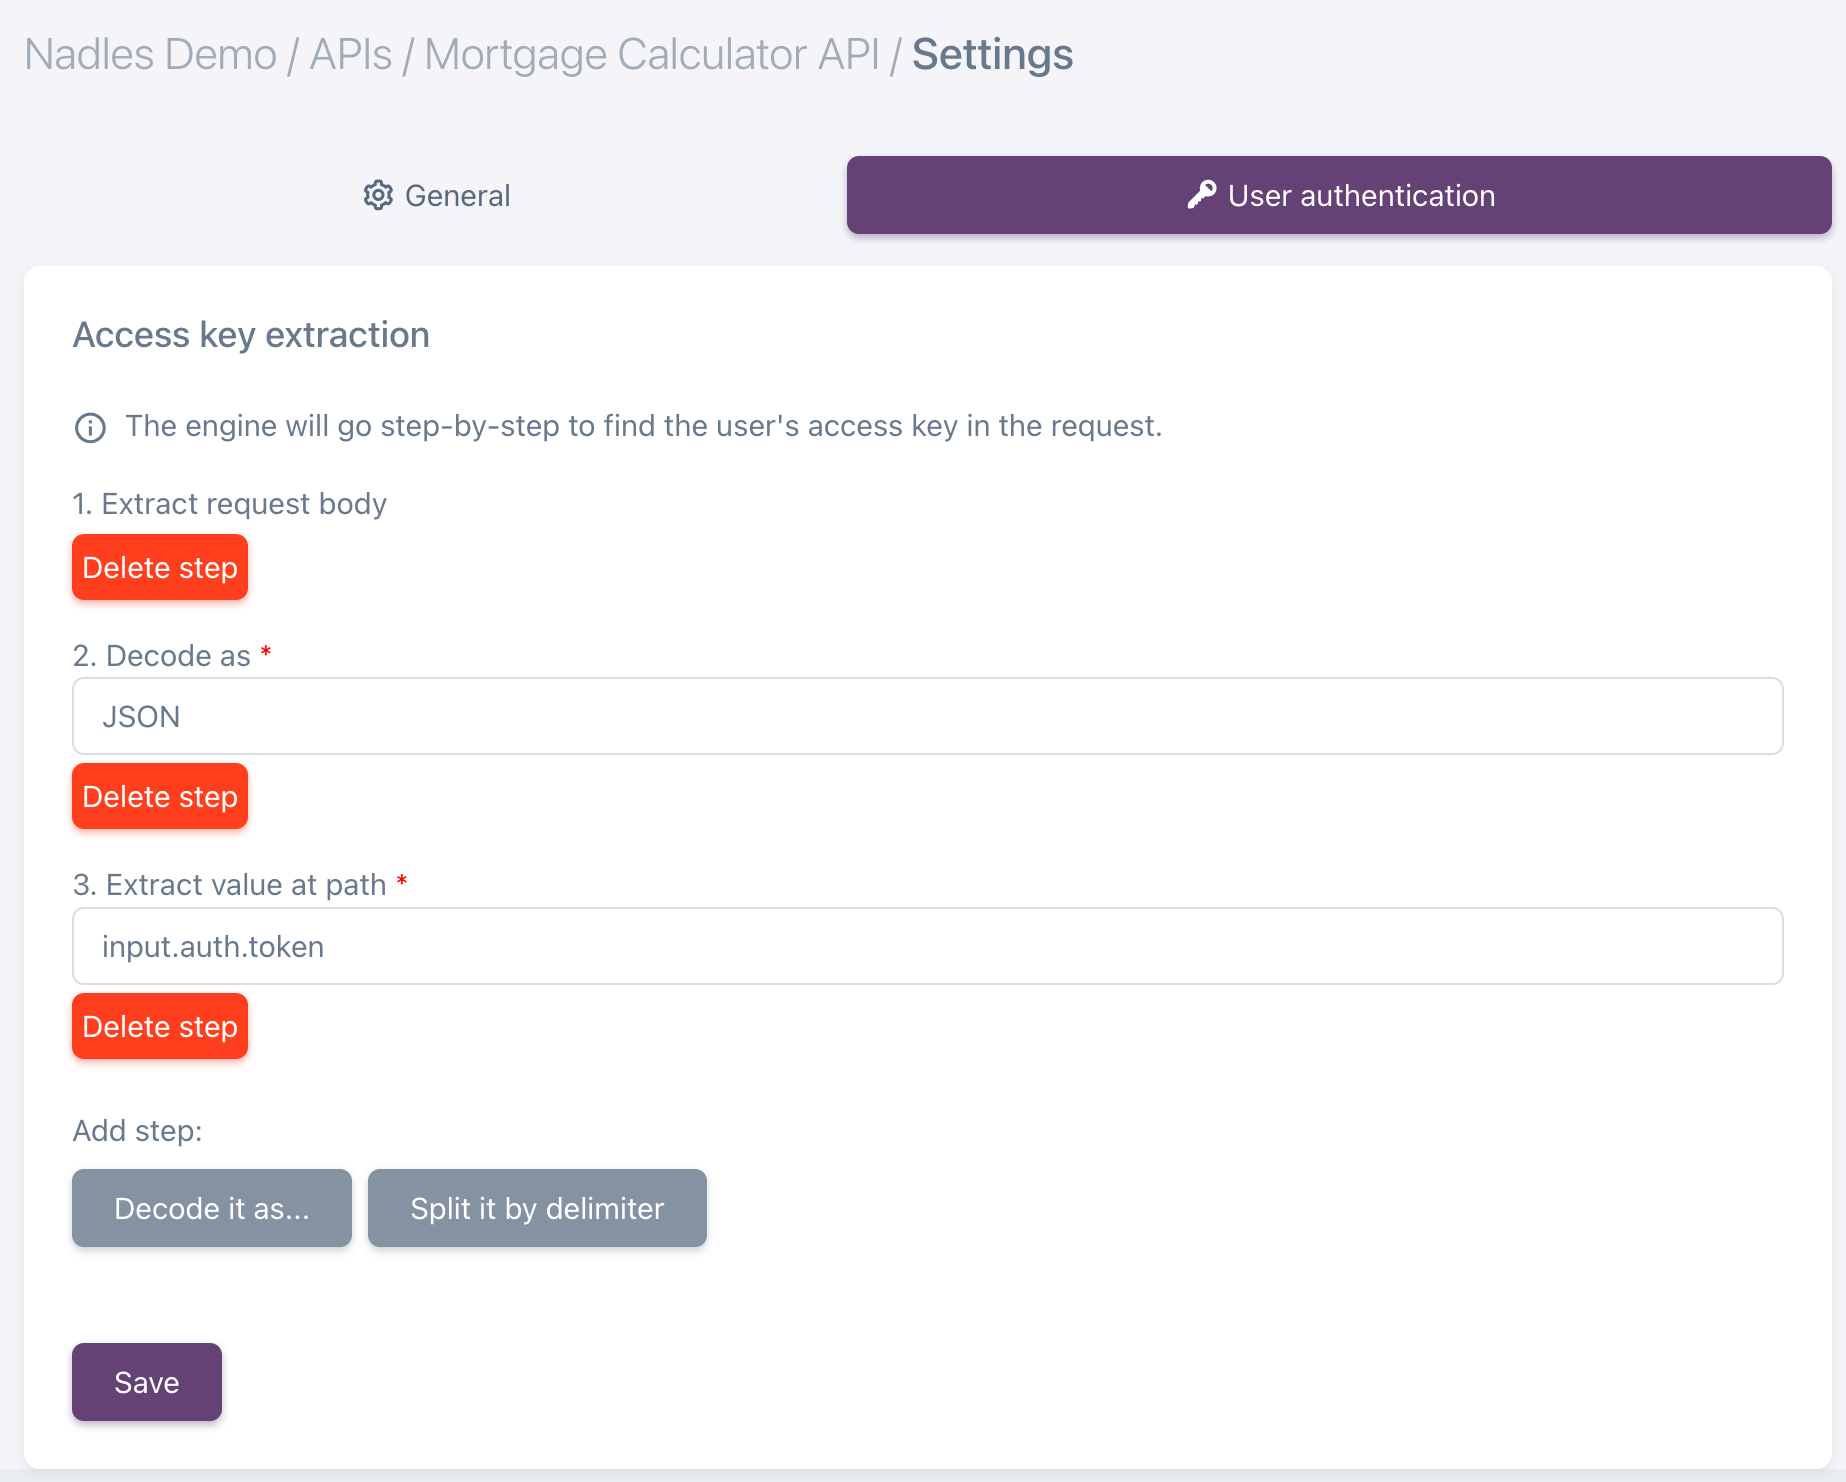 Nadles Demo / APIs / Mortgage Calculator API / Settings
General
User authentication
Access key extraction
The engine will go step-by-step to find the user's access key in the request.
1. Extract request body
Delete step
2. Decode as *
JSON
Delete step
3. Extract value at path *
input.auth.token
Delete step
Add step:
Decode it as...
Split it by delimiter
Save